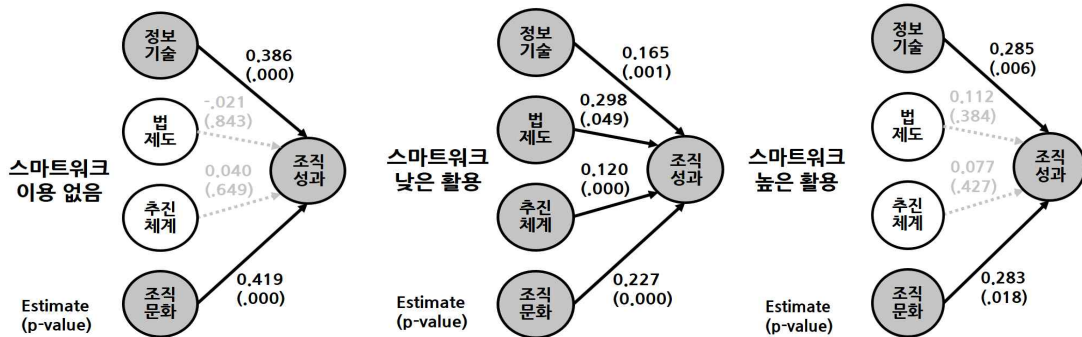 정보
기술
0.386
(.000)
법
제도
-.021
(.843)
스마트워크
이용 없음
조직
성과
0.040
(.649)
추진
체계
0.419
(.000)
조직
문화
Estimate
(p-value)
정보
기술
0.165
(.001)
법
제도
0.298
(.049)
스마트워크
낮은 활용
조직
성과
0.120
(.000)
추진
체계
0.227
(0.000)
조직
문화
Estimate
(p-value)
정보
기술
0.285
(.006)
법
제도
0.112
(.384)
스마트워크
높은 활용
조직
성과
0.077
(.427)
추진
체계
0.283
(.018)
조직
문화
Estimate
(p-value)